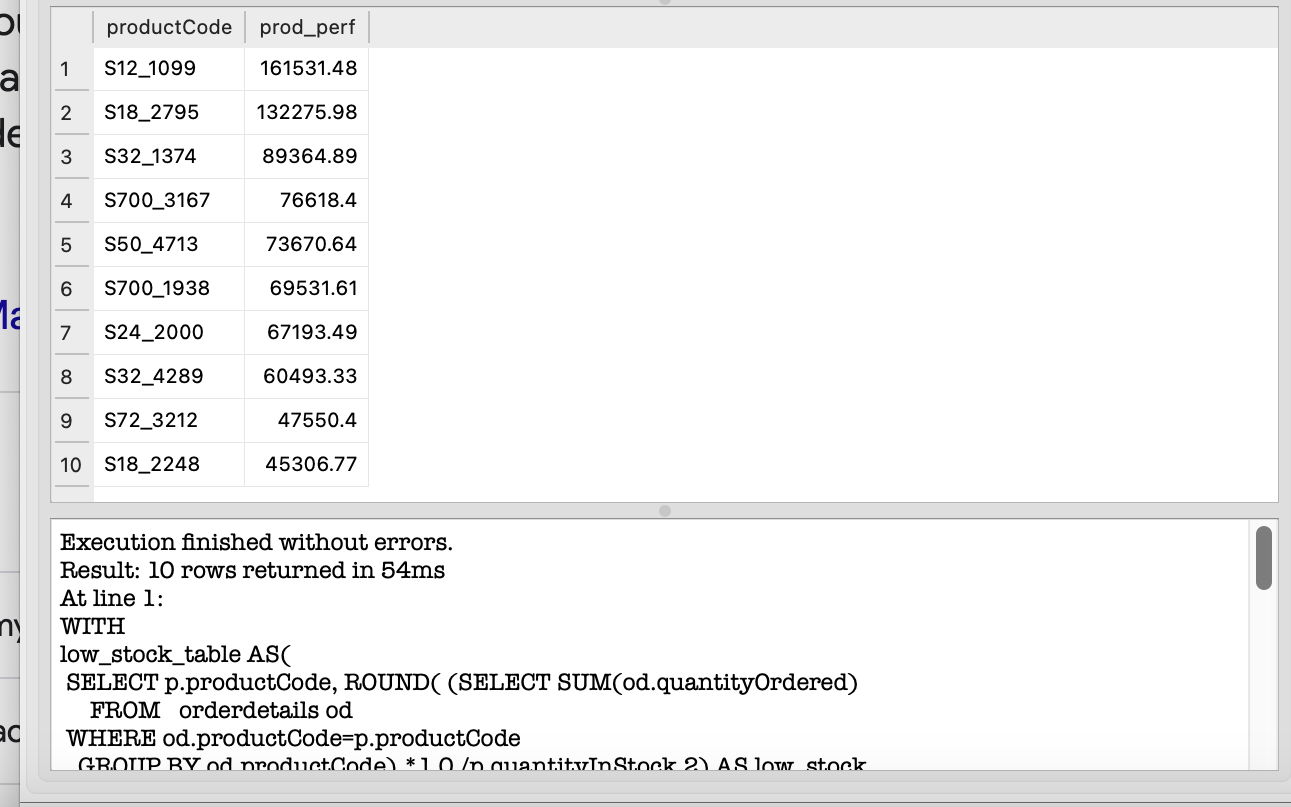 productCode prod_perf
1 S12_1099 161531.48
2 S18_2795 132275.98
3 S32_1374 89364.89
4 S700_3167 76618.4
5 S50_4713 73670.64
6 S700_1938 69531.61
7 S24_2000 67193.49
8 S32_4289 60493.33
9 S72_3212 47550.4
10 S18_2248 45306.77
Execution finished without errors.
Result: 10 rows returned in 54ms
At line 1:
WITH
low_stock_table AS(
SELECT p.productCode, ROUND( (SELECT SUM(od.quantityOrdered)
FROM orderdetails od
WHERE od.productCode=p.productCode
GROUP BY od.productCode) *1.0 /p.quantityInStock,2) AS low_stock